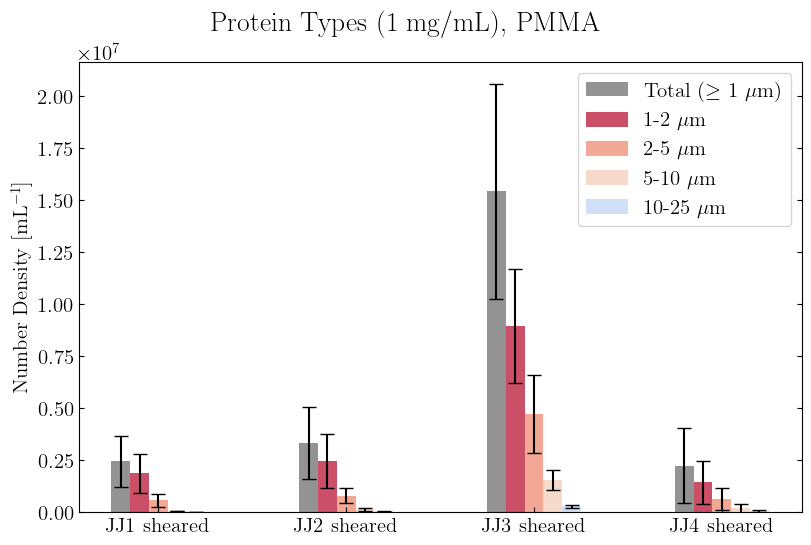 Protein Types (1 mg/mL), PMMA
×10⁷
2.00
1.75
1.50
1.25
1.00
0.75
0.50
0.25
0.00
Number Density [mL⁻¹]
Total (≥ 1 μm)
1-2 μm
2-5 μm
5-10 μm
10-25 μm
JJ1 sheared
JJ2 sheared
JJ3 sheared
JJ4 sheared